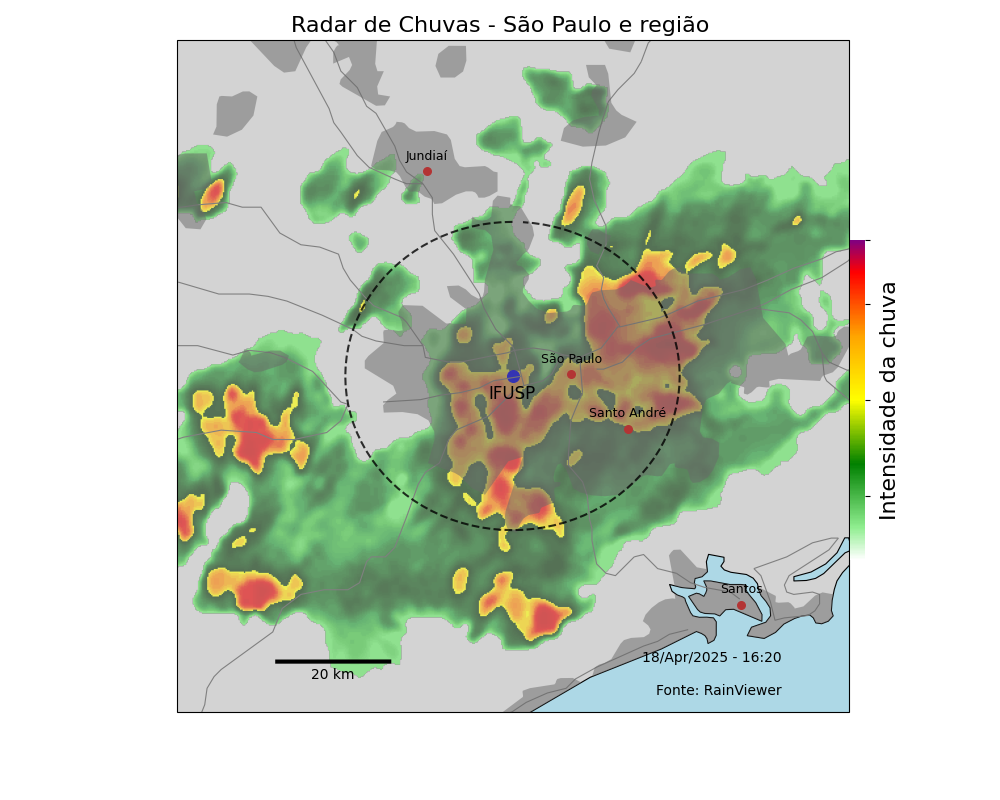 Radar de Chuvas - São Paulo e região
Jundiaí
São Paulo
IFUSP
Santo André
Santos
Intensidade da chuva
18/Apr/2025 - 16:20
20 km
Fonte: RainViewer